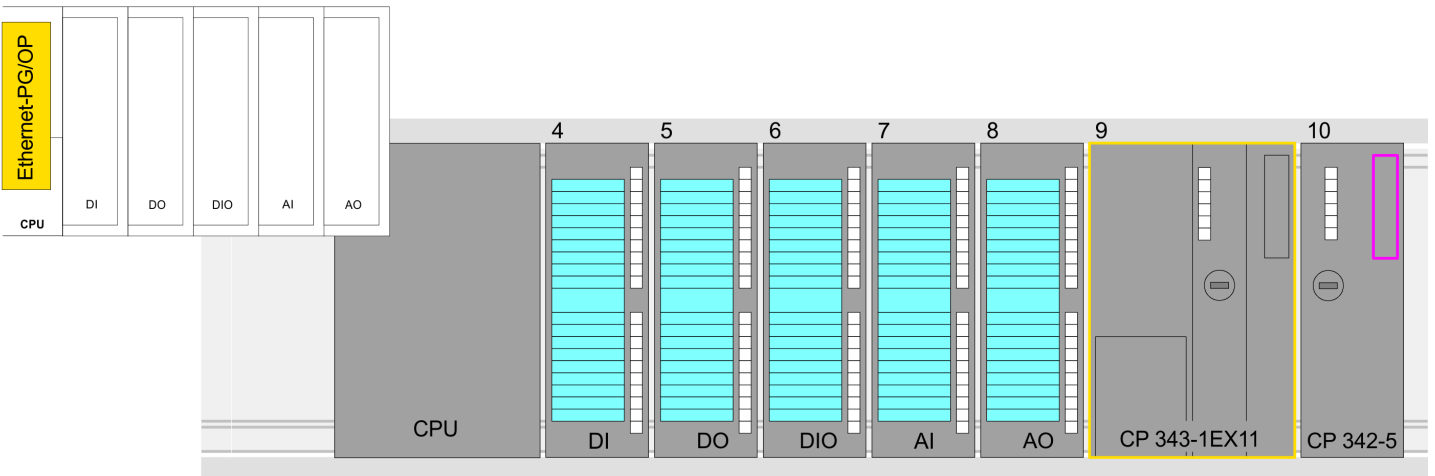 Ethernet-PG/OP
CPU
DI
DO
DIO
AI
AO
4
5
6
7
8
9
10
CPU
DI
DO
DIO
AI
AO
CP 343-1EX11
CP 342-5